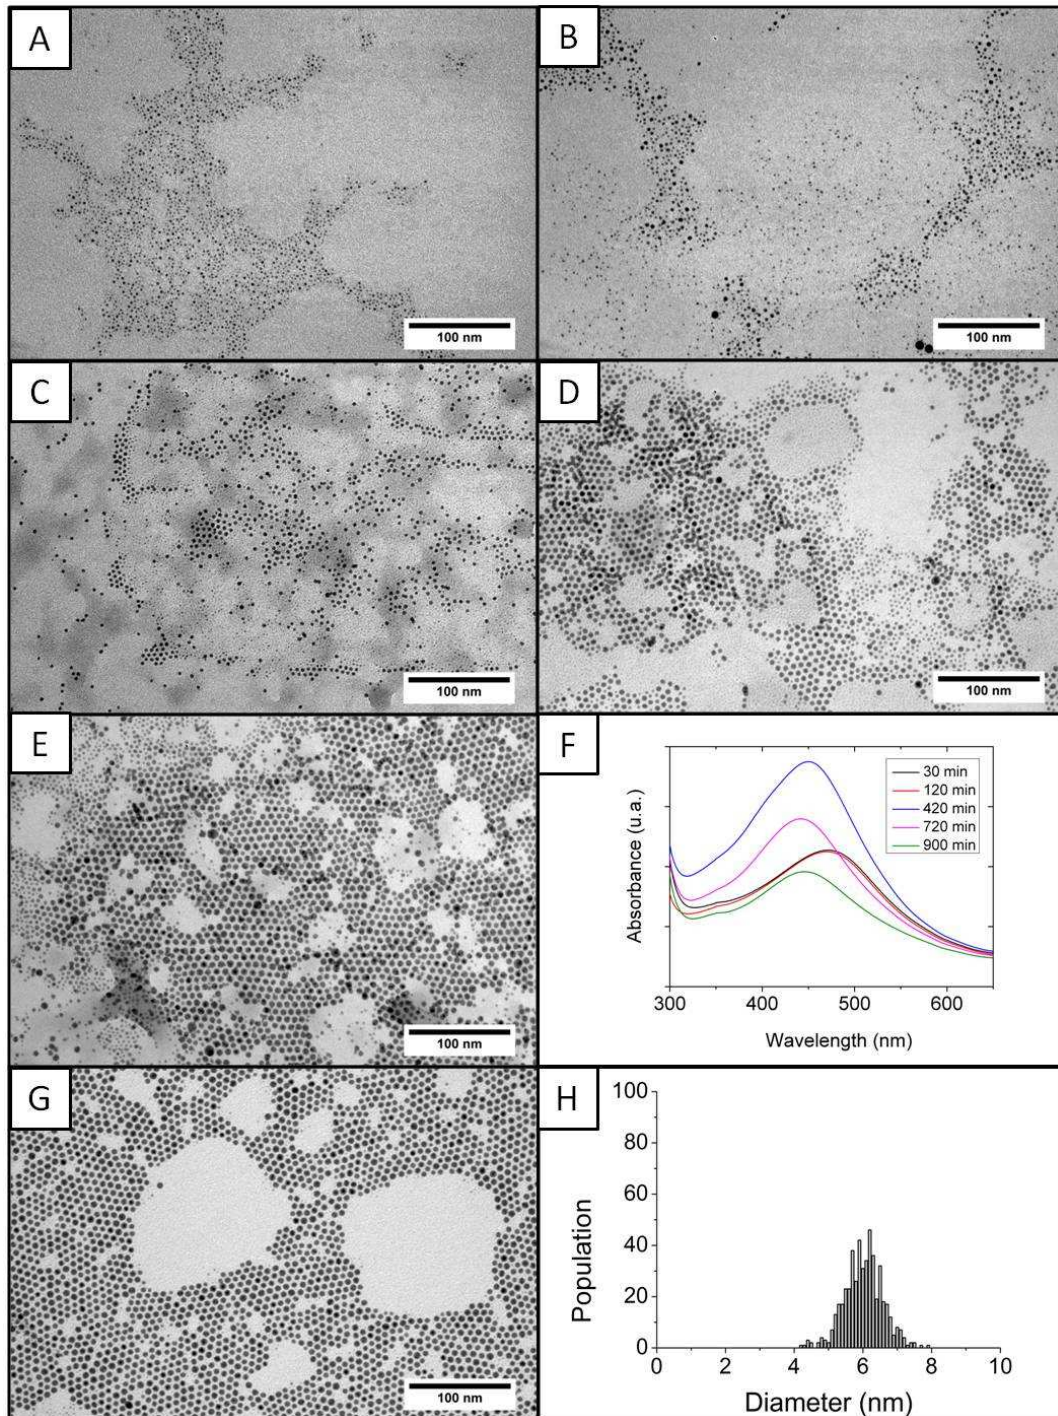 A
B
100 nm
100 nm
C
D
100 nm
100 nm
E
F
Absorbance (u.a.)
30 min
120 min
420 min
720 min
900 min
300
400
500
600
Wavelength (nm)
100 nm
G
H
100
80
60
40
20
0
Population
0
2
4
6
8
10
Diameter (nm)
100 nm